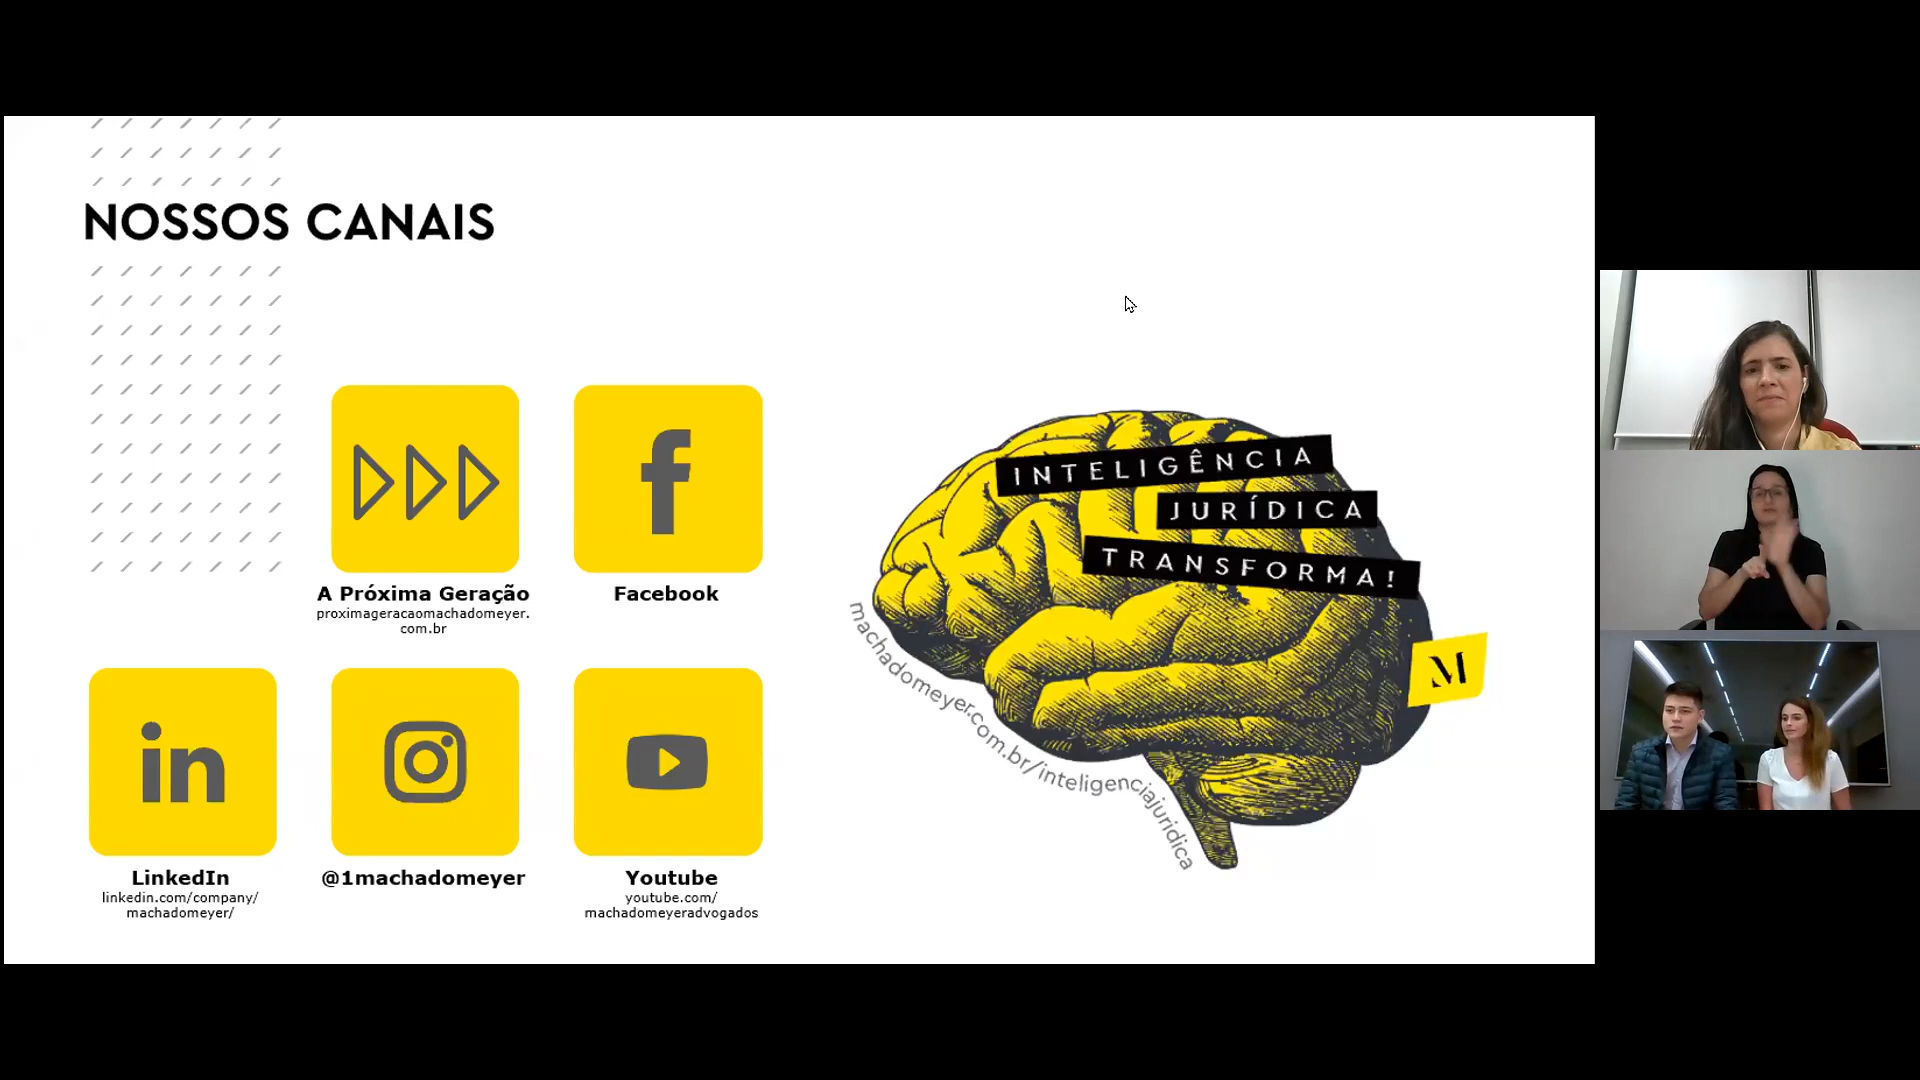 NOSSOS CANAIS
A Próxima Geração
proximageracaomachadomeyer.
com.br
Facebook
LinkedIn
linkedin.com/company/
machadomeyer/
@1machadomeyer
Youtube
youtube.com/
machadomeyeradvogados
INTELIGÊNCIA
JURÍDICA
TRANSFORMA!
M
machadomeyer.com.br/inteligenciajuridica